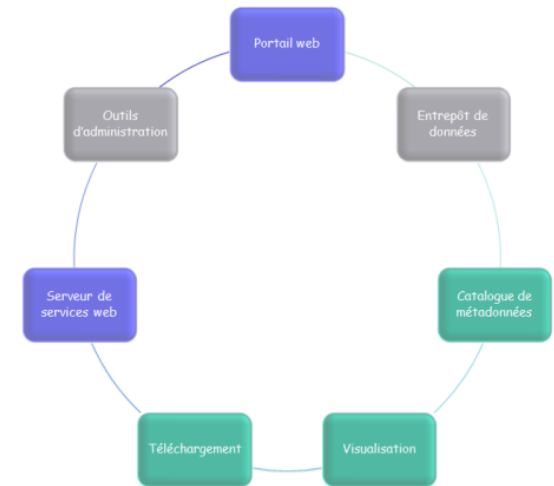 Portail web
Entrepôt de
données
Catalogue de
métadonnées
Visualisation
Téléchargement
Serveur de
services web
Outils
d'administration